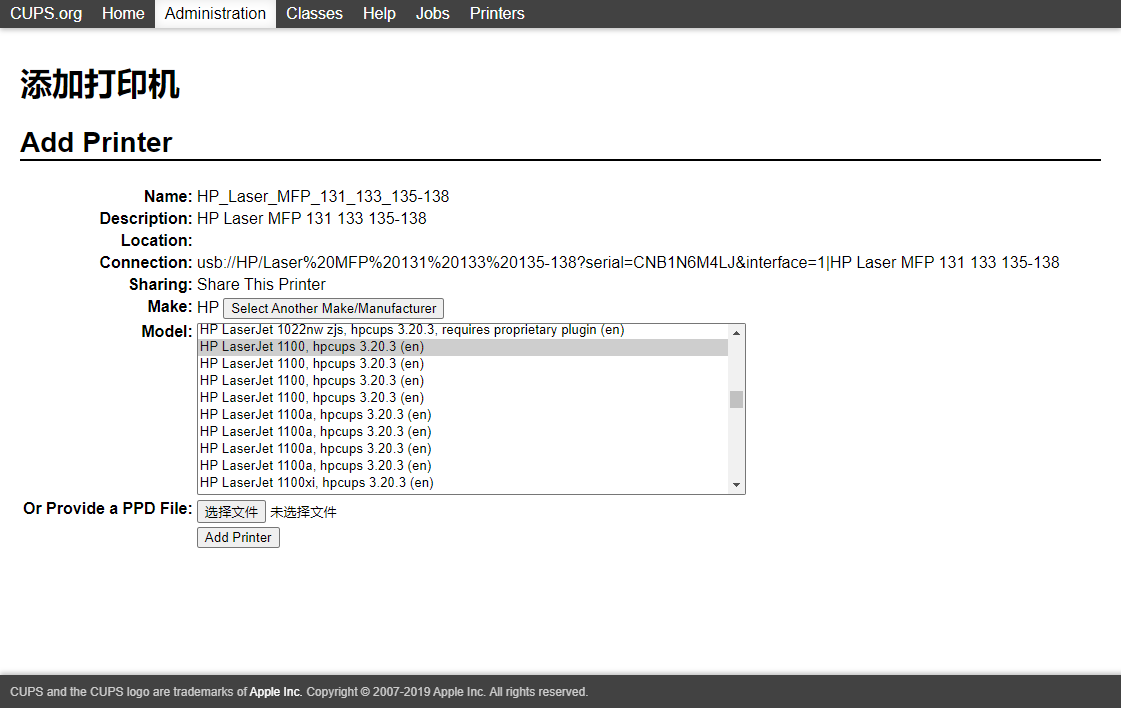 CUPS.org Home Administration Classes Help Jobs Printers
添加打印机
Add Printer
Name: HP_Laser_MFP_131_133_135-138
Description: HP Laser MFP 131 133 135-138
Location:
Connection: usb://HP/Laser%20MFP%20131%20133%20135-138?serial=CNB1N6M4LJ&interface=1|HP Laser MFP 131 133 135-138
Sharing: Share This Printer
Make: HP Select Another Make/Manufacturer
Model: HP LaserJet 1022nw zjs, hpcups 3.20.3, requires proprietary plugin (en)
HP LaserJet 1100, hpcups 3.20.3 (en)
HP LaserJet 1100, hpcups 3.20.3 (en)
HP LaserJet 1100, hpcups 3.20.3 (en)
HP LaserJet 1100, hpcups 3.20.3 (en)
HP LaserJet 1100a, hpcups 3.20.3 (en)
HP LaserJet 1100a, hpcups 3.20.3 (en)
HP LaserJet 1100a, hpcups 3.20.3 (en)
HP LaserJet 1100a, hpcups 3.20.3 (en)
HP LaserJet 1100xi, hpcups 3.20.3 (en)
Or Provide a PPD File: 选择文件 未选择文件
Add Printer
CUPS and the CUPS logo are trademarks of Apple Inc. Copyright © 2007-2019 Apple Inc. All rights reserved.